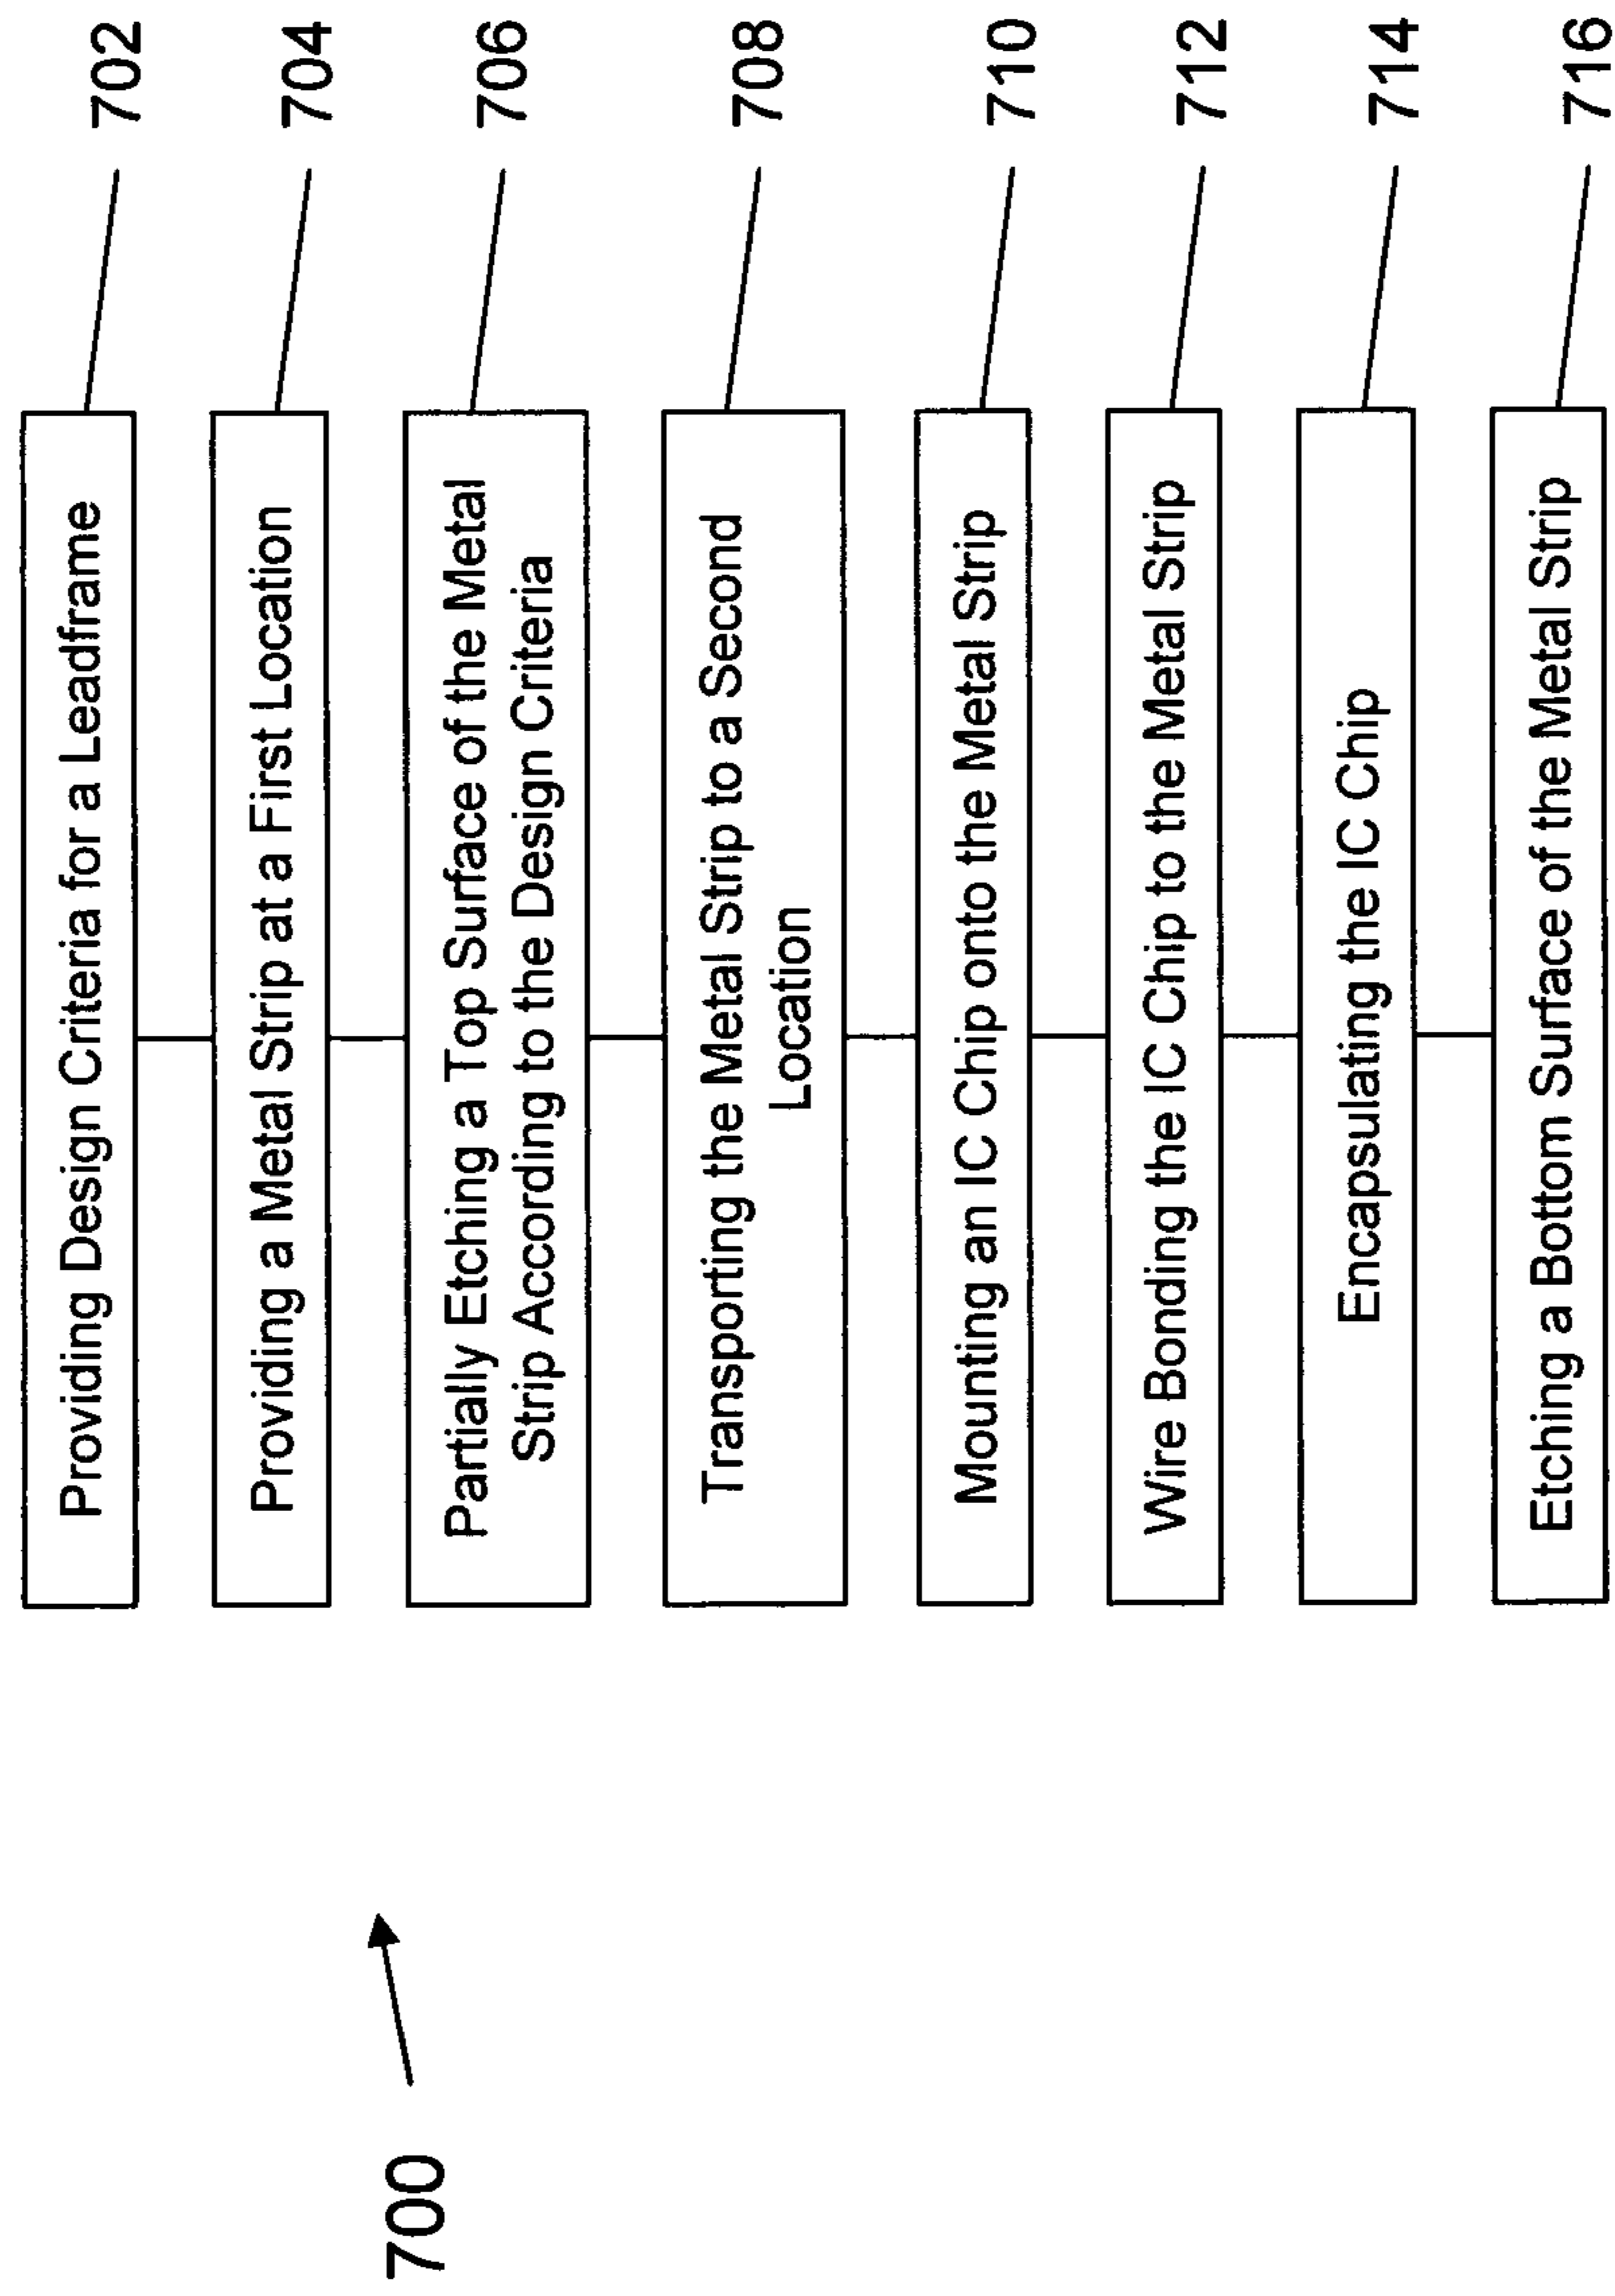 700
Providing Design Criteria for a Leadframe
702
Providing a Metal Strip at a First Location
704
Partially Etching a Top Surface of the Metal
Strip According to the Design Criteria
706
Transporting the Metal Strip to a Second
Location
708
Mounting an IC Chip onto the Metal Strip
710
Wire Bonding the IC Chip to the Metal Strip
712
Encapsulating the IC Chip
714
Etching a Bottom Surface of the Metal Strip
716